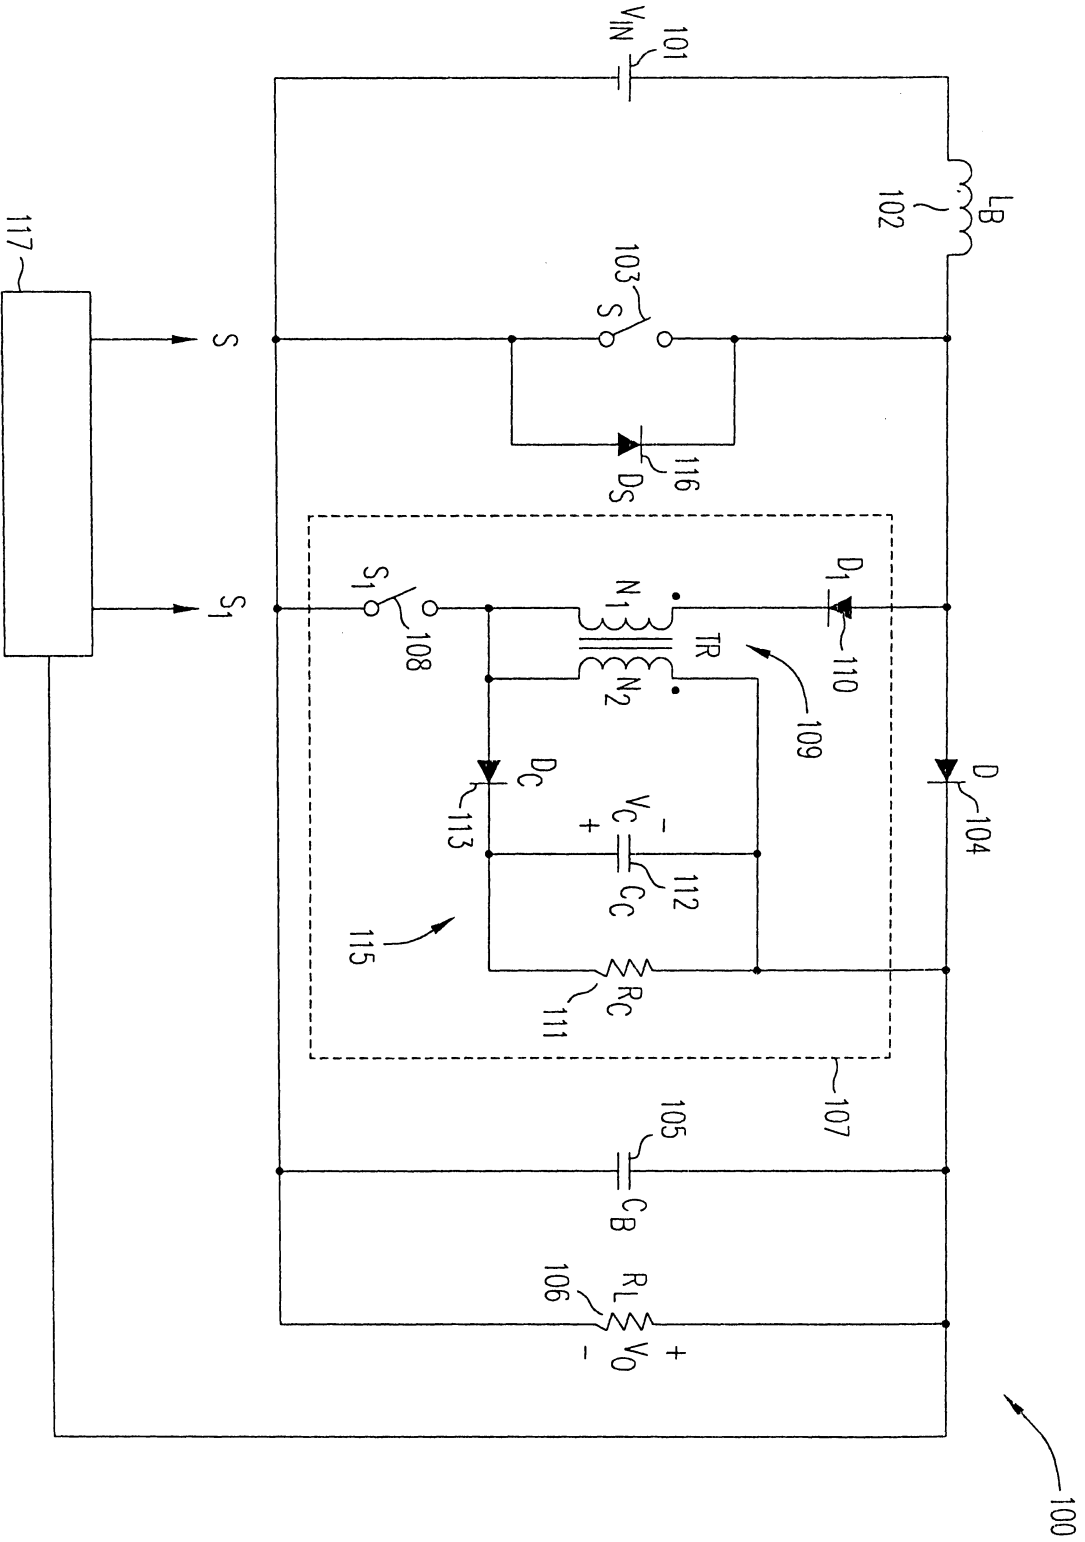 100
L_B
D
104
102
D_1
110
107
109
TR
101
116
112
105
V_IN
103
S
D_S
N_1
N_2
-
V_C
+
C_C
R_C
C_B
R_L
+
V_O
-
106
111
D_C
113
108
S_1
115
S
S_1
117